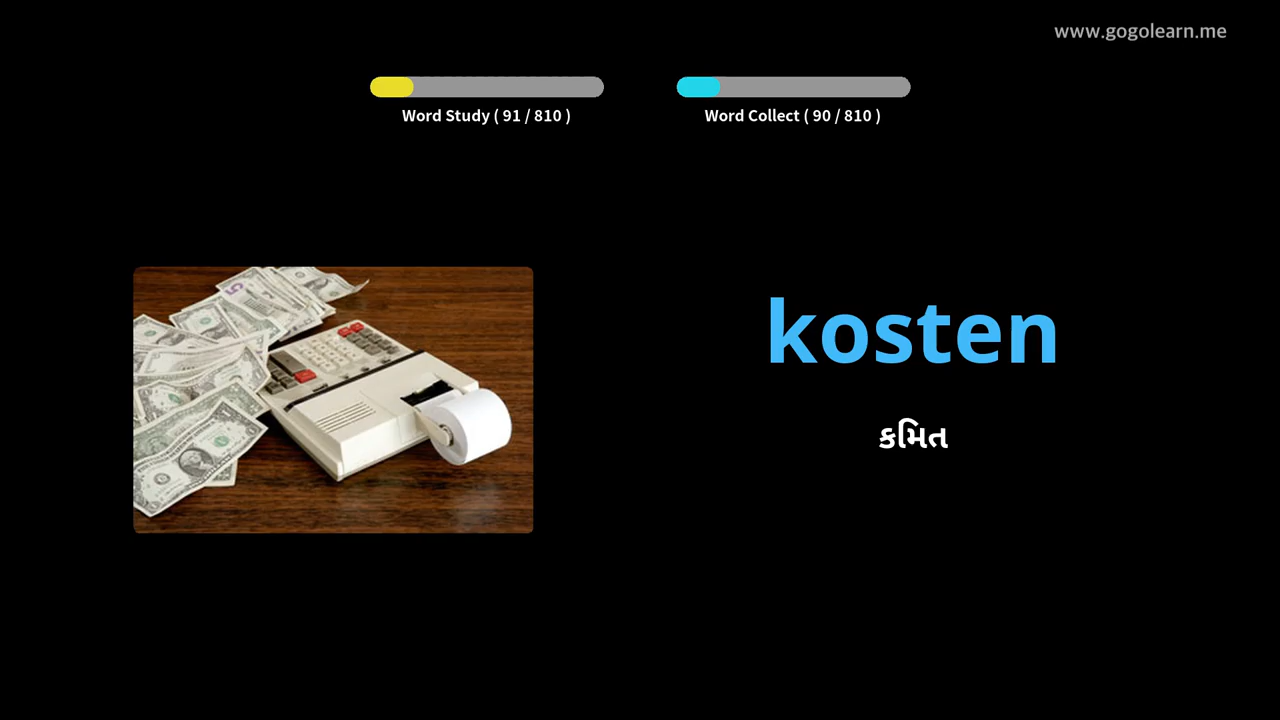 www.gogolearn.me
Word Study ( 91 / 810 )
Word Collect ( 90 / 810 )
kosten
કમિત